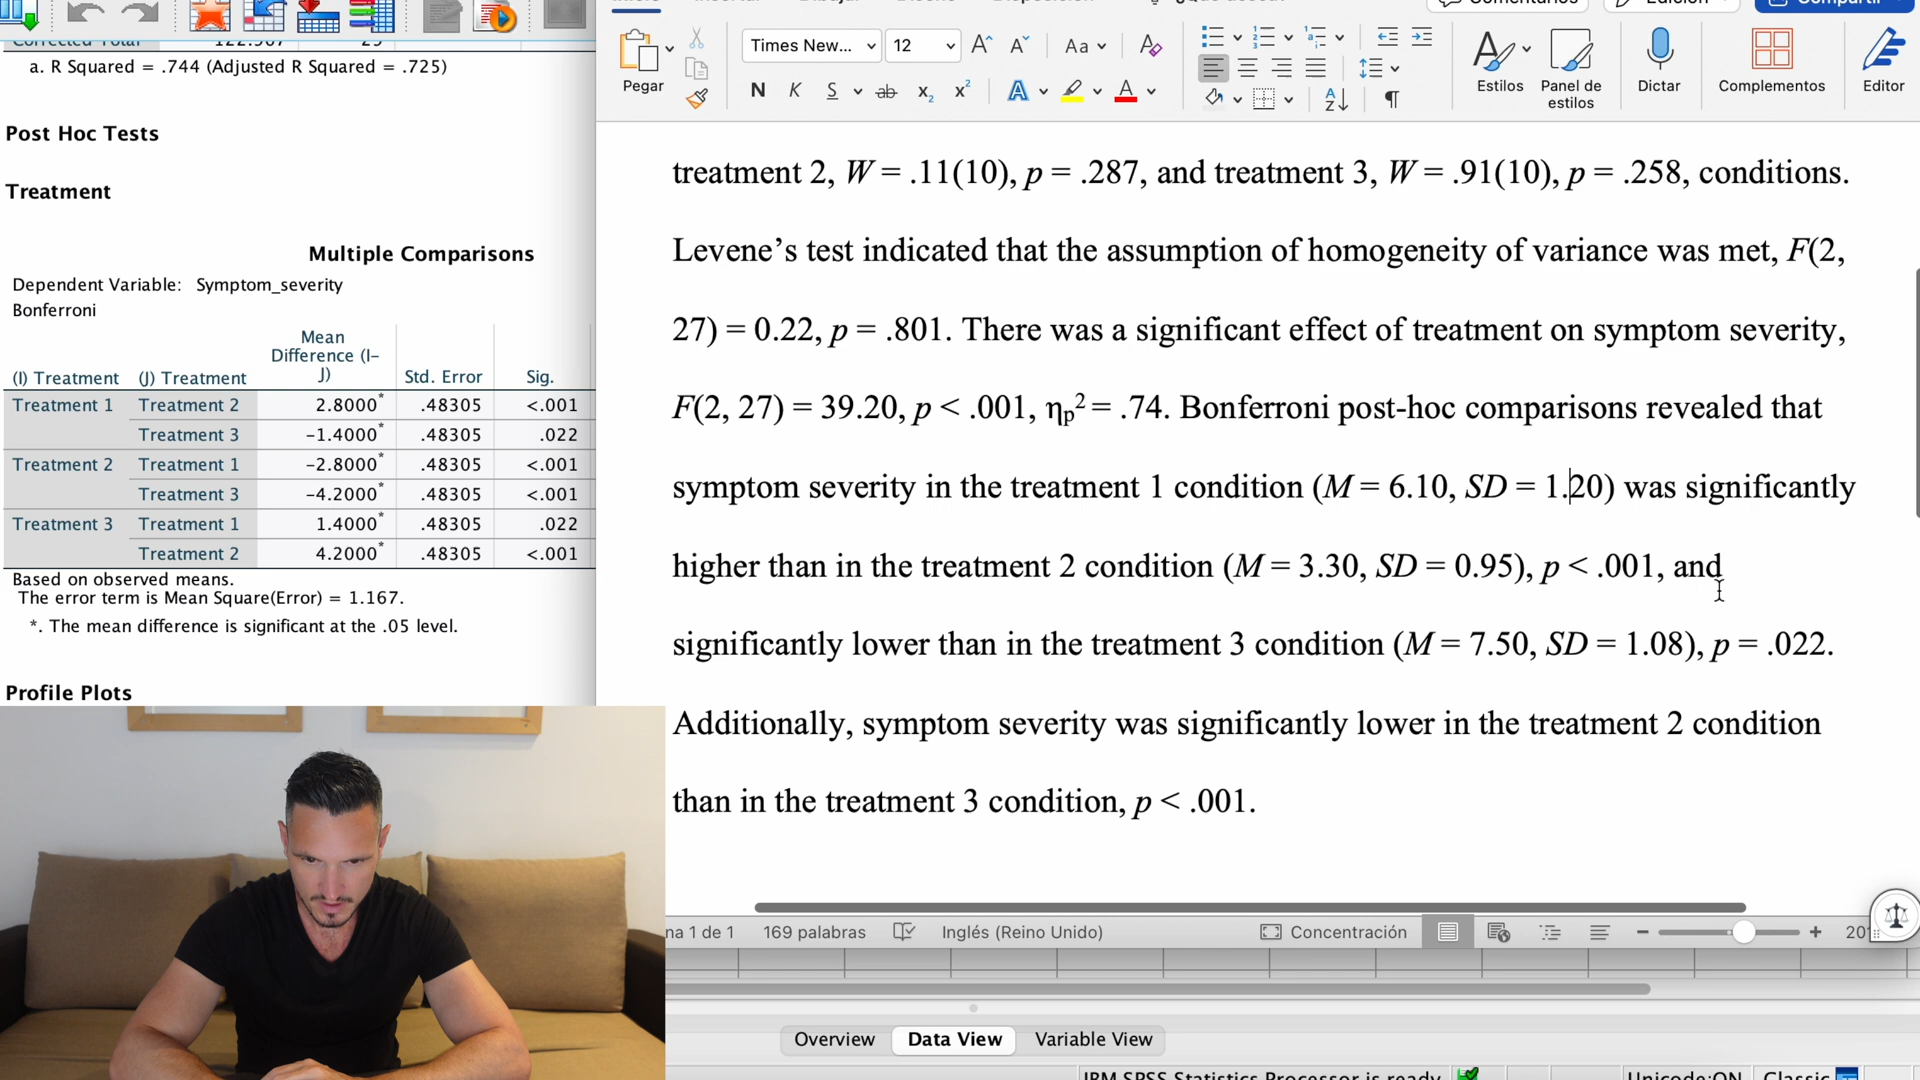 a. R Squared = .744 (Adjusted R Squared = .725)
Post Hoc Tests
Treatment
Multiple Comparisons
Dependent Variable: Symptom_severity
Bonferroni
(I) Treatment (J) Treatment Mean Difference (I-J) Std. Error Sig.
Treatment 1 Treatment 2 2.8000* .48305 <.001
Treatment 3 -1.4000* .48305 .022
Treatment 2 Treatment 1 -2.8000* .48305 <.001
Treatment 3 -4.2000* .48305 <.001
Treatment 3 Treatment 1 1.4000* .48305 .022
Treatment 2 4.2000* .48305 <.001
Based on observed means.
The error term is Mean Square(Error) = 1.167.
*. The mean difference is significant at the .05 level.
Profile Plots
Pegar
Times New... 12
Estilos
Panel de estilos
Dictar
Complementos
Editor
treatment 2, W = .11(10), p = .287, and treatment 3, W = .91(10), p = .258, conditions.
Levene’s test indicated that the assumption of homogeneity of variance was met, F(2,
27) = 0.22, p = .801. There was a significant effect of treatment on symptom severity,
F(2, 27) = 39.20, p < .001, ηp² = .74. Bonferroni post-hoc comparisons revealed that
symptom severity in the treatment 1 condition (M = 6.10, SD = 1.20) was significantly
higher than in the treatment 2 condition (M = 3.30, SD = 0.95), p < .001, and
significantly lower than in the treatment 3 condition (M = 7.50, SD = 1.08), p = .022.
Additionally, symptom severity was significantly lower in the treatment 2 condition
than in the treatment 3 condition, p < .001.
na 1 de 1 169 palabras Inglés (Reino Unido) Concentración
Overview Data View Variable View
IBM SPSS Statistics Processor is ready Unicode:ON Classic